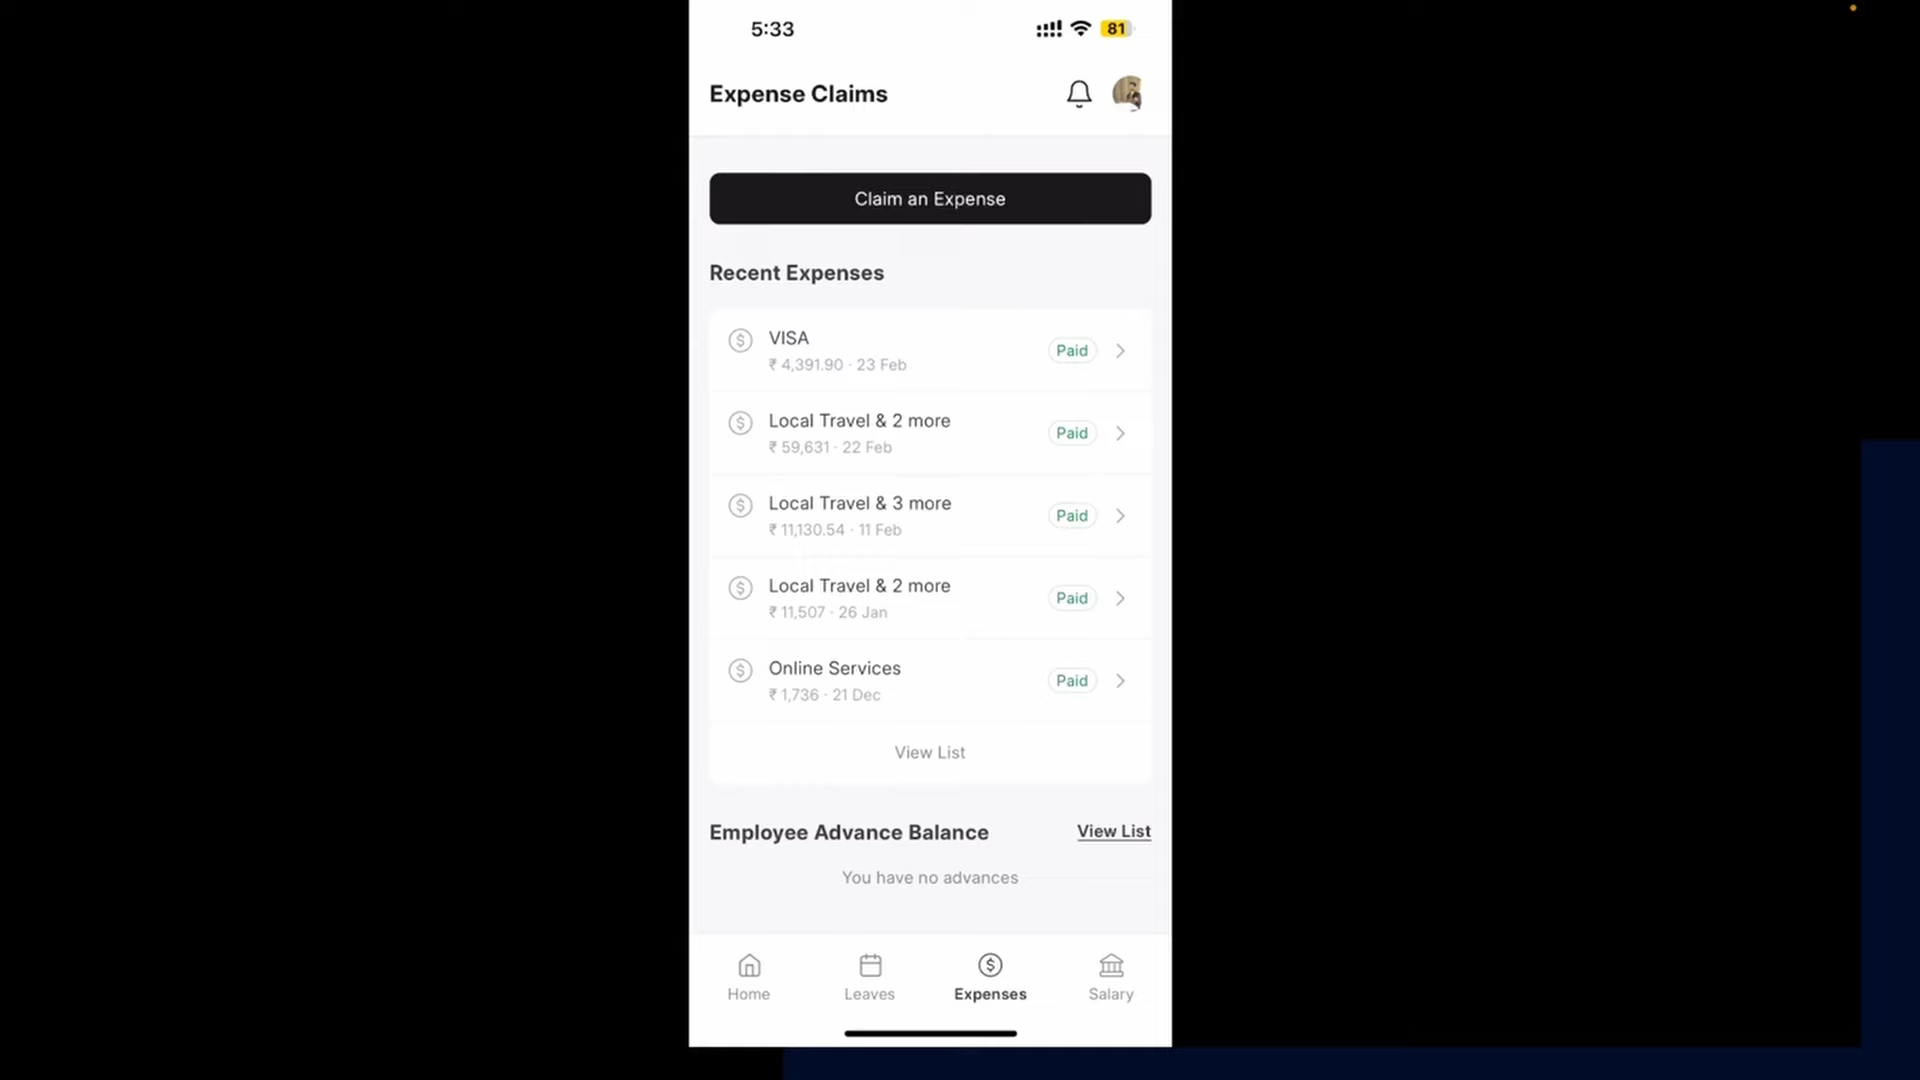 5:33
81
Expense Claims
Claim an Expense
Recent Expenses
VISA
₹ 4,391.90 · 23 Feb
Paid
Local Travel & 2 more
₹ 59,631 · 22 Feb
Paid
Local Travel & 3 more
₹ 11,130.54 · 11 Feb
Paid
Local Travel & 2 more
₹ 11,507 · 26 Jan
Paid
Online Services
₹ 1,736 · 21 Dec
Paid
View List
Employee Advance Balance
View List
You have no advances
Home
Leaves
Expenses
Salary